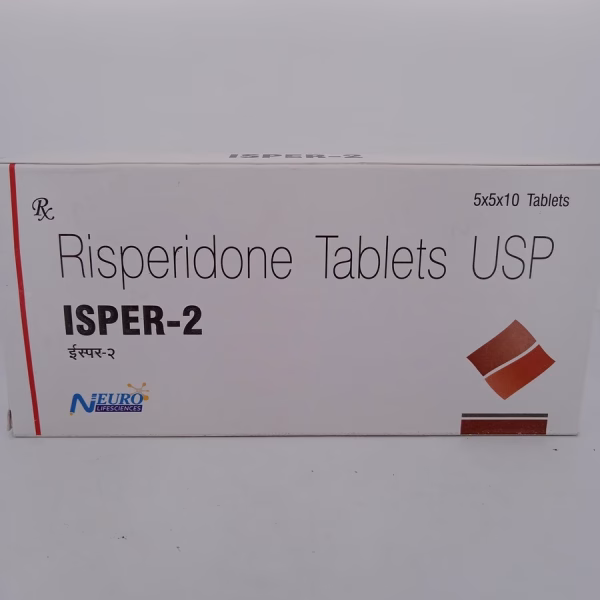 ISPER-2
Rx
5x5x10 Tablets
Risperidone Tablets USP
ISPER-2
ईस्पर-२
NEURO
LIFESCIENCES